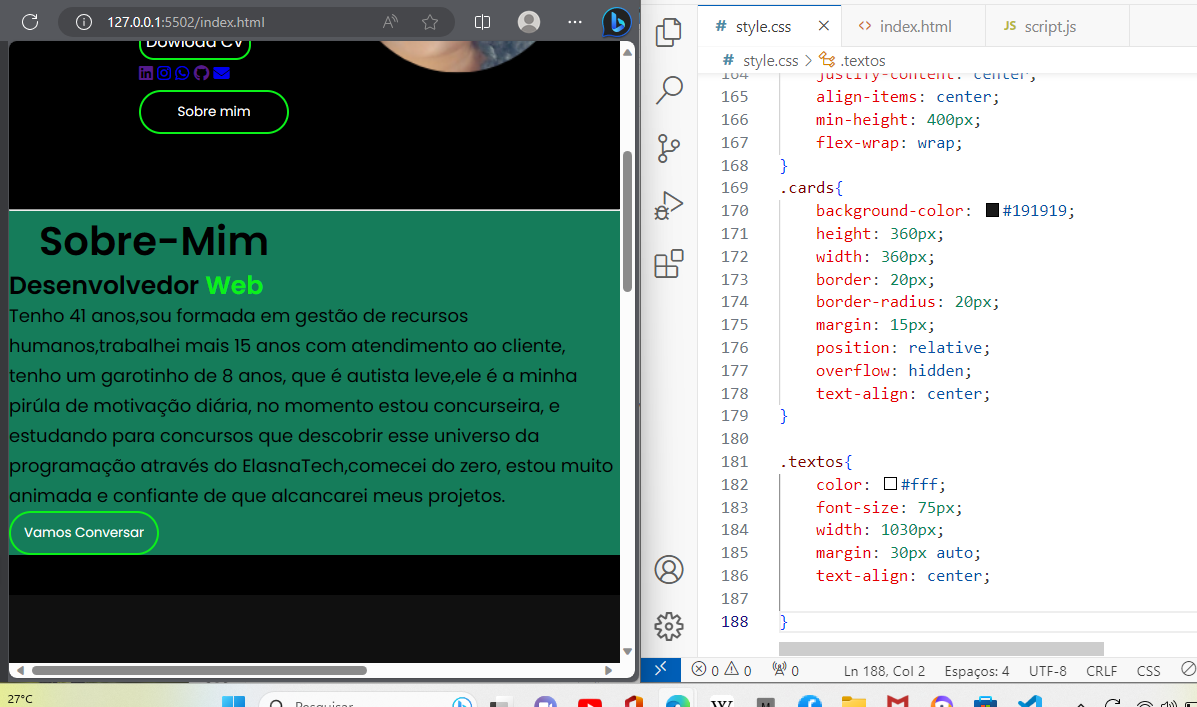 127.0.0.1:5502/index.html
Dowload CV
Sobre mim
Sobre-Mim
Desenvolvedor Web
Tenho 41 anos,sou formada em gestão de recursos
humanos,trabalhei mais 15 anos com atendimento ao cliente,
tenho um garotinho de 8 anos, que é autista leve,ele é a minha
pirúla de motivação diária, no momento estou concurseira, e
estudando para concursos que descobrir esse universo da
programação através do ElasnaTech,comecei do zero, estou muito
animada e confiante de que alcancarei meus projetos.
Vamos Conversar
# style.css
<> index.html
JS script.js
# style.css > .textos
164 justify-content: center;
165 align-items: center;
166 min-height: 400px;
167 flex-wrap: wrap;
168 }
169 .cards{
170 background-color: #191919;
171 height: 360px;
172 width: 360px;
173 border: 20px;
174 border-radius: 20px;
175 margin: 15px;
176 position: relative;
177 overflow: hidden;
178 text-align: center;
179 }
180
181 .textos{
182 color: #fff;
183 font-size: 75px;
184 width: 1030px;
185 margin: 30px auto;
186 text-align: center;
187
188 }
0 0 0 Ln 188, Col 2 Espaços: 4 UTF-8 CRLF CSS
27°C
Pesquisar